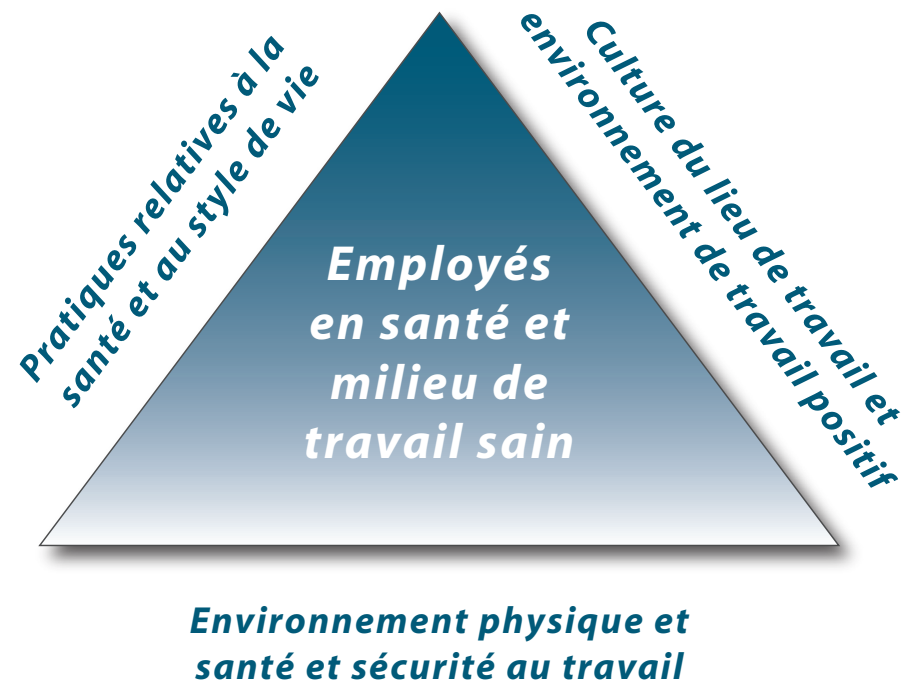 Pratiques relatives à la
santé et au style de vie
Culture du lieu de travail et
environnement de travail positif
Employés
en santé et
milieu de
travail sain
Environnement physique et
santé et sécurité au travail